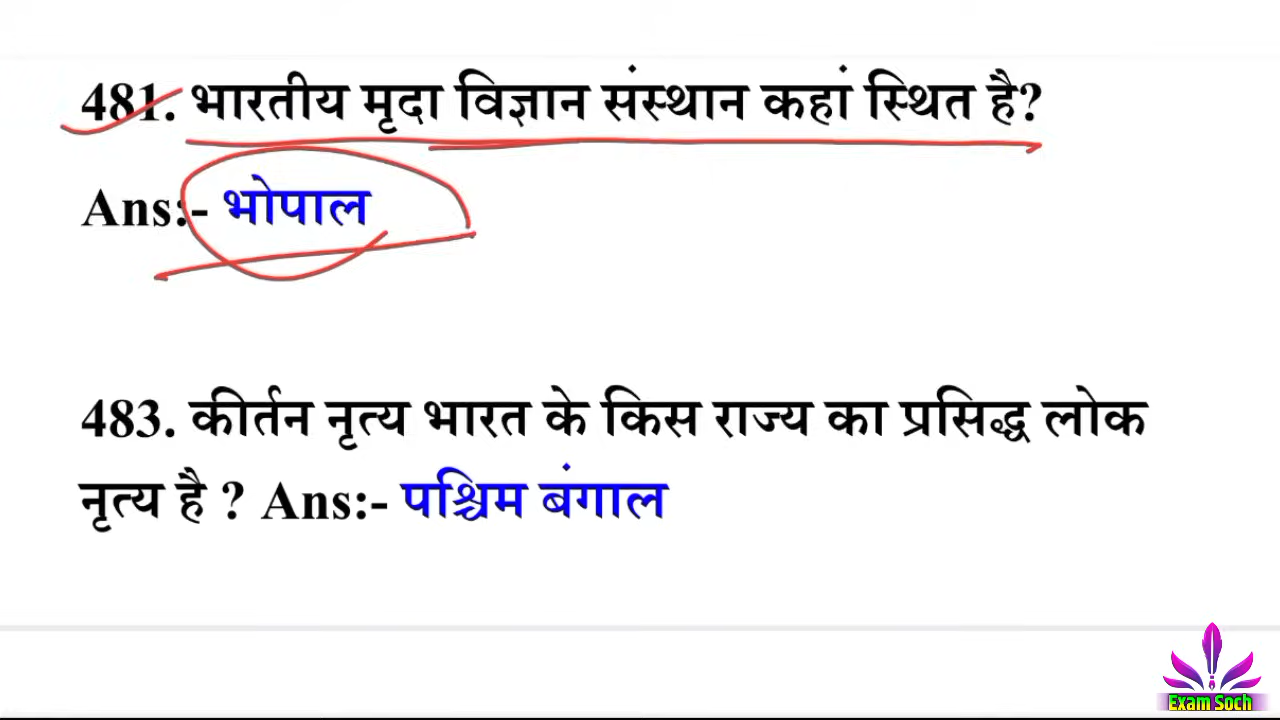 481. भारतीय मृदा विज्ञान संस्थान कहां स्थित है?
Ans:- भोपाल
483. कीर्तन नृत्य भारत के किस राज्य का प्रसिद्ध लोक
नृत्य है ? Ans:- पश्चिम बंगाल
Exam Soch